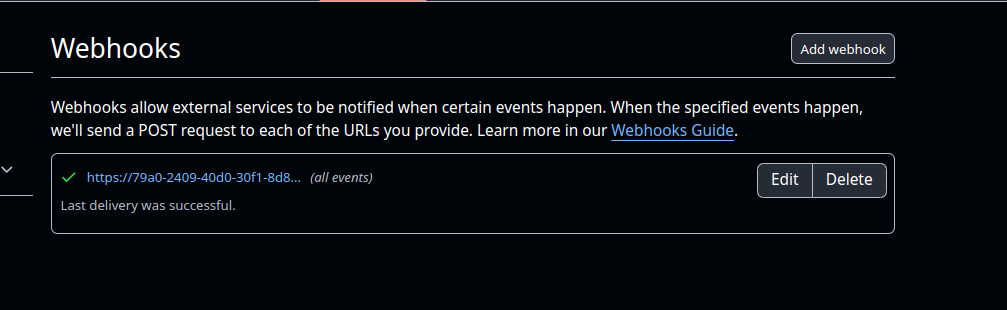 Webhooks
Add webhook
Webhooks allow external services to be notified when certain events happen. When the specified events happen,
we'll send a POST request to each of the URLs you provide. Learn more in our Webhooks Guide.
https://79a0-2409-40d0-30f1-8d8... (all events)
Edit
Delete
Last delivery was successful.